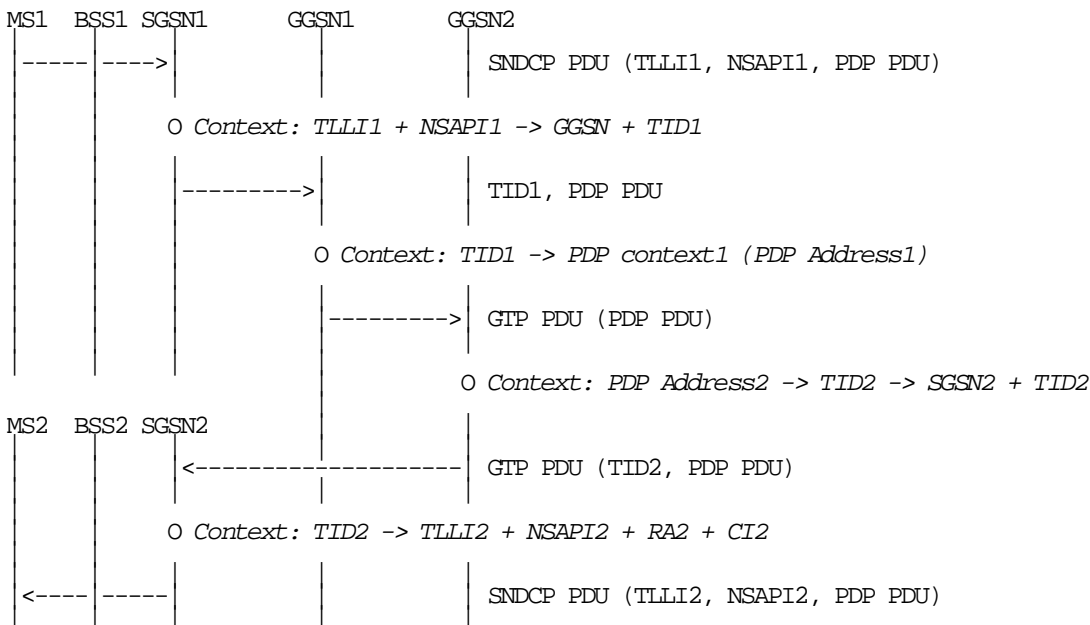 MS1 BSS1 SGSN1 GGSN1 GGSN2
SNDCP PDU (TLLI1, NSAPI1, PDP PDU)
O Context: TLLI1 + NSAPI1 -> GGSN + TID1
TID1, PDP PDU
O Context: TID1 -> PDP context1 (PDP Address1)
GTP PDU (PDP PDU)
O Context: PDP Address2 -> TID2 -> SGSN2 + TID2
MS2 BSS2 SGSN2
GTP PDU (TID2, PDP PDU)
O Context: TID2 -> TLLI2 + NSAPI2 + RA2 + CI2
SNDCP PDU (TLLI2, NSAPI2, PDP PDU)